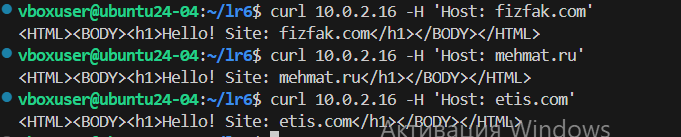 vboxuser@ubuntu24-04:~/lr6$ curl 10.0.2.16 -H 'Host: fizfak.com'
<HTML><BODY><h1>Hello! Site: fizfak.com</h1></BODY></HTML>
vboxuser@ubuntu24-04:~/lr6$ curl 10.0.2.16 -H 'Host: mehmat.ru'
<HTML><BODY><h1>Hello! Site: mehmat.ru</h1></BODY></HTML>
vboxuser@ubuntu24-04:~/lr6$ curl 10.0.2.16 -H 'Host: etis.com'
<HTML><BODY><h1>Hello! Site: etis.com</h1></BODY></HTML>
Активация Windows